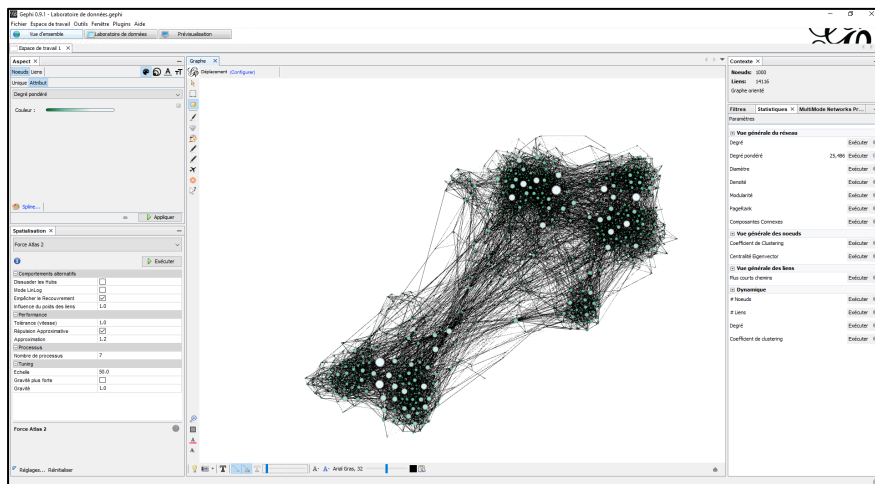 Gephi 0.9.1 - Laboratoire de données.gephi
Fichier Espace de travail Outils Fenêtre Plugins Aide
Vue d'ensemble Laboratoire de données Prévisualisation
Espace de travail 1
Aspect
Noeuds Liens
Unique Attribut
Degré pondéré
Couleur :
Spline...
Appliquer
Spatialisation
Force Atlas 2
Exécuter
Comportements alternatifs
Dissuader les Hubs
Mode LinLog
Empêcher le Recouvrement
Influence du poids des liens 1.0
Performance
Tolérance (vitesse) 1.0
Répulsion Approximative
Approximation 1.2
Processus
Nombre de processus 7
Tuning
Echelle 50.0
Gravité plus forte
Gravité 1.0
Force Atlas 2
Réglages... Réinitialiser
Graphe
Déplacement (Configurer)
Arial Gras, 32
Contexte
Noeuds: 1000
Liens: 14116
Graphe orienté
Filtres Statistiques MultiMode Networks Pr...
Paramètres
Vue générale du réseau
Degré Exécuter
Degré pondéré 25,486 Exécuter
Diamètre Exécuter
Densité Exécuter
Modularité Exécuter
PageRank Exécuter
Composantes Connexes Exécuter
Vue générale des noeuds
Coefficient de Clustering Exécuter
Centralité Eigenvector Exécuter
Vue générale des liens
Plus courts chemins Exécuter
Dynamique
# Noeuds Exécuter
# Liens Exécuter
Degré Exécuter
Coefficient de clustering Exécuter